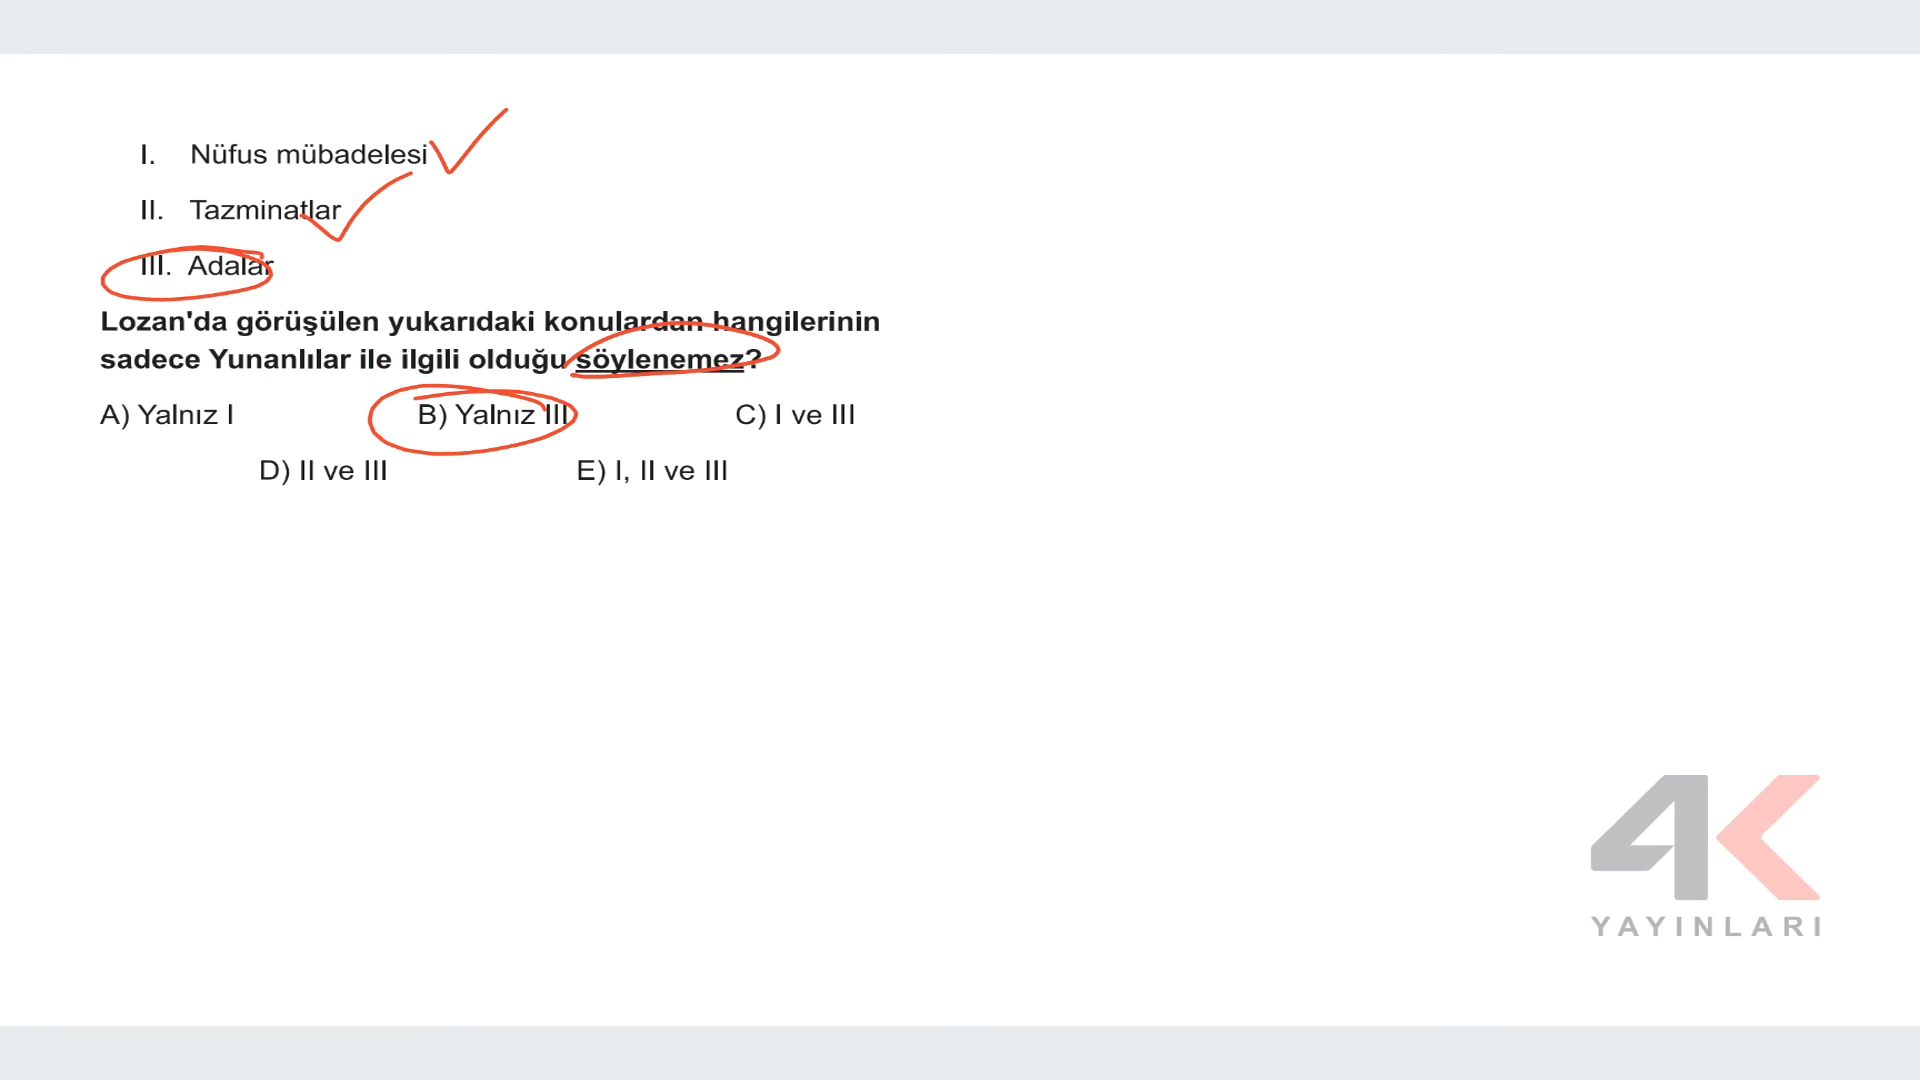 I. Nüfus mübadelesi
II. Tazminatlar
III. Adalar
Lozan'da görüşülen yukarıdaki konulardan hangilerinin
sadece Yunanlılar ile ilgili olduğu söylenemez?
A) Yalnız I B) Yalnız III C) I ve III
D) II ve III E) I, II ve III
4K
YAYINLARI